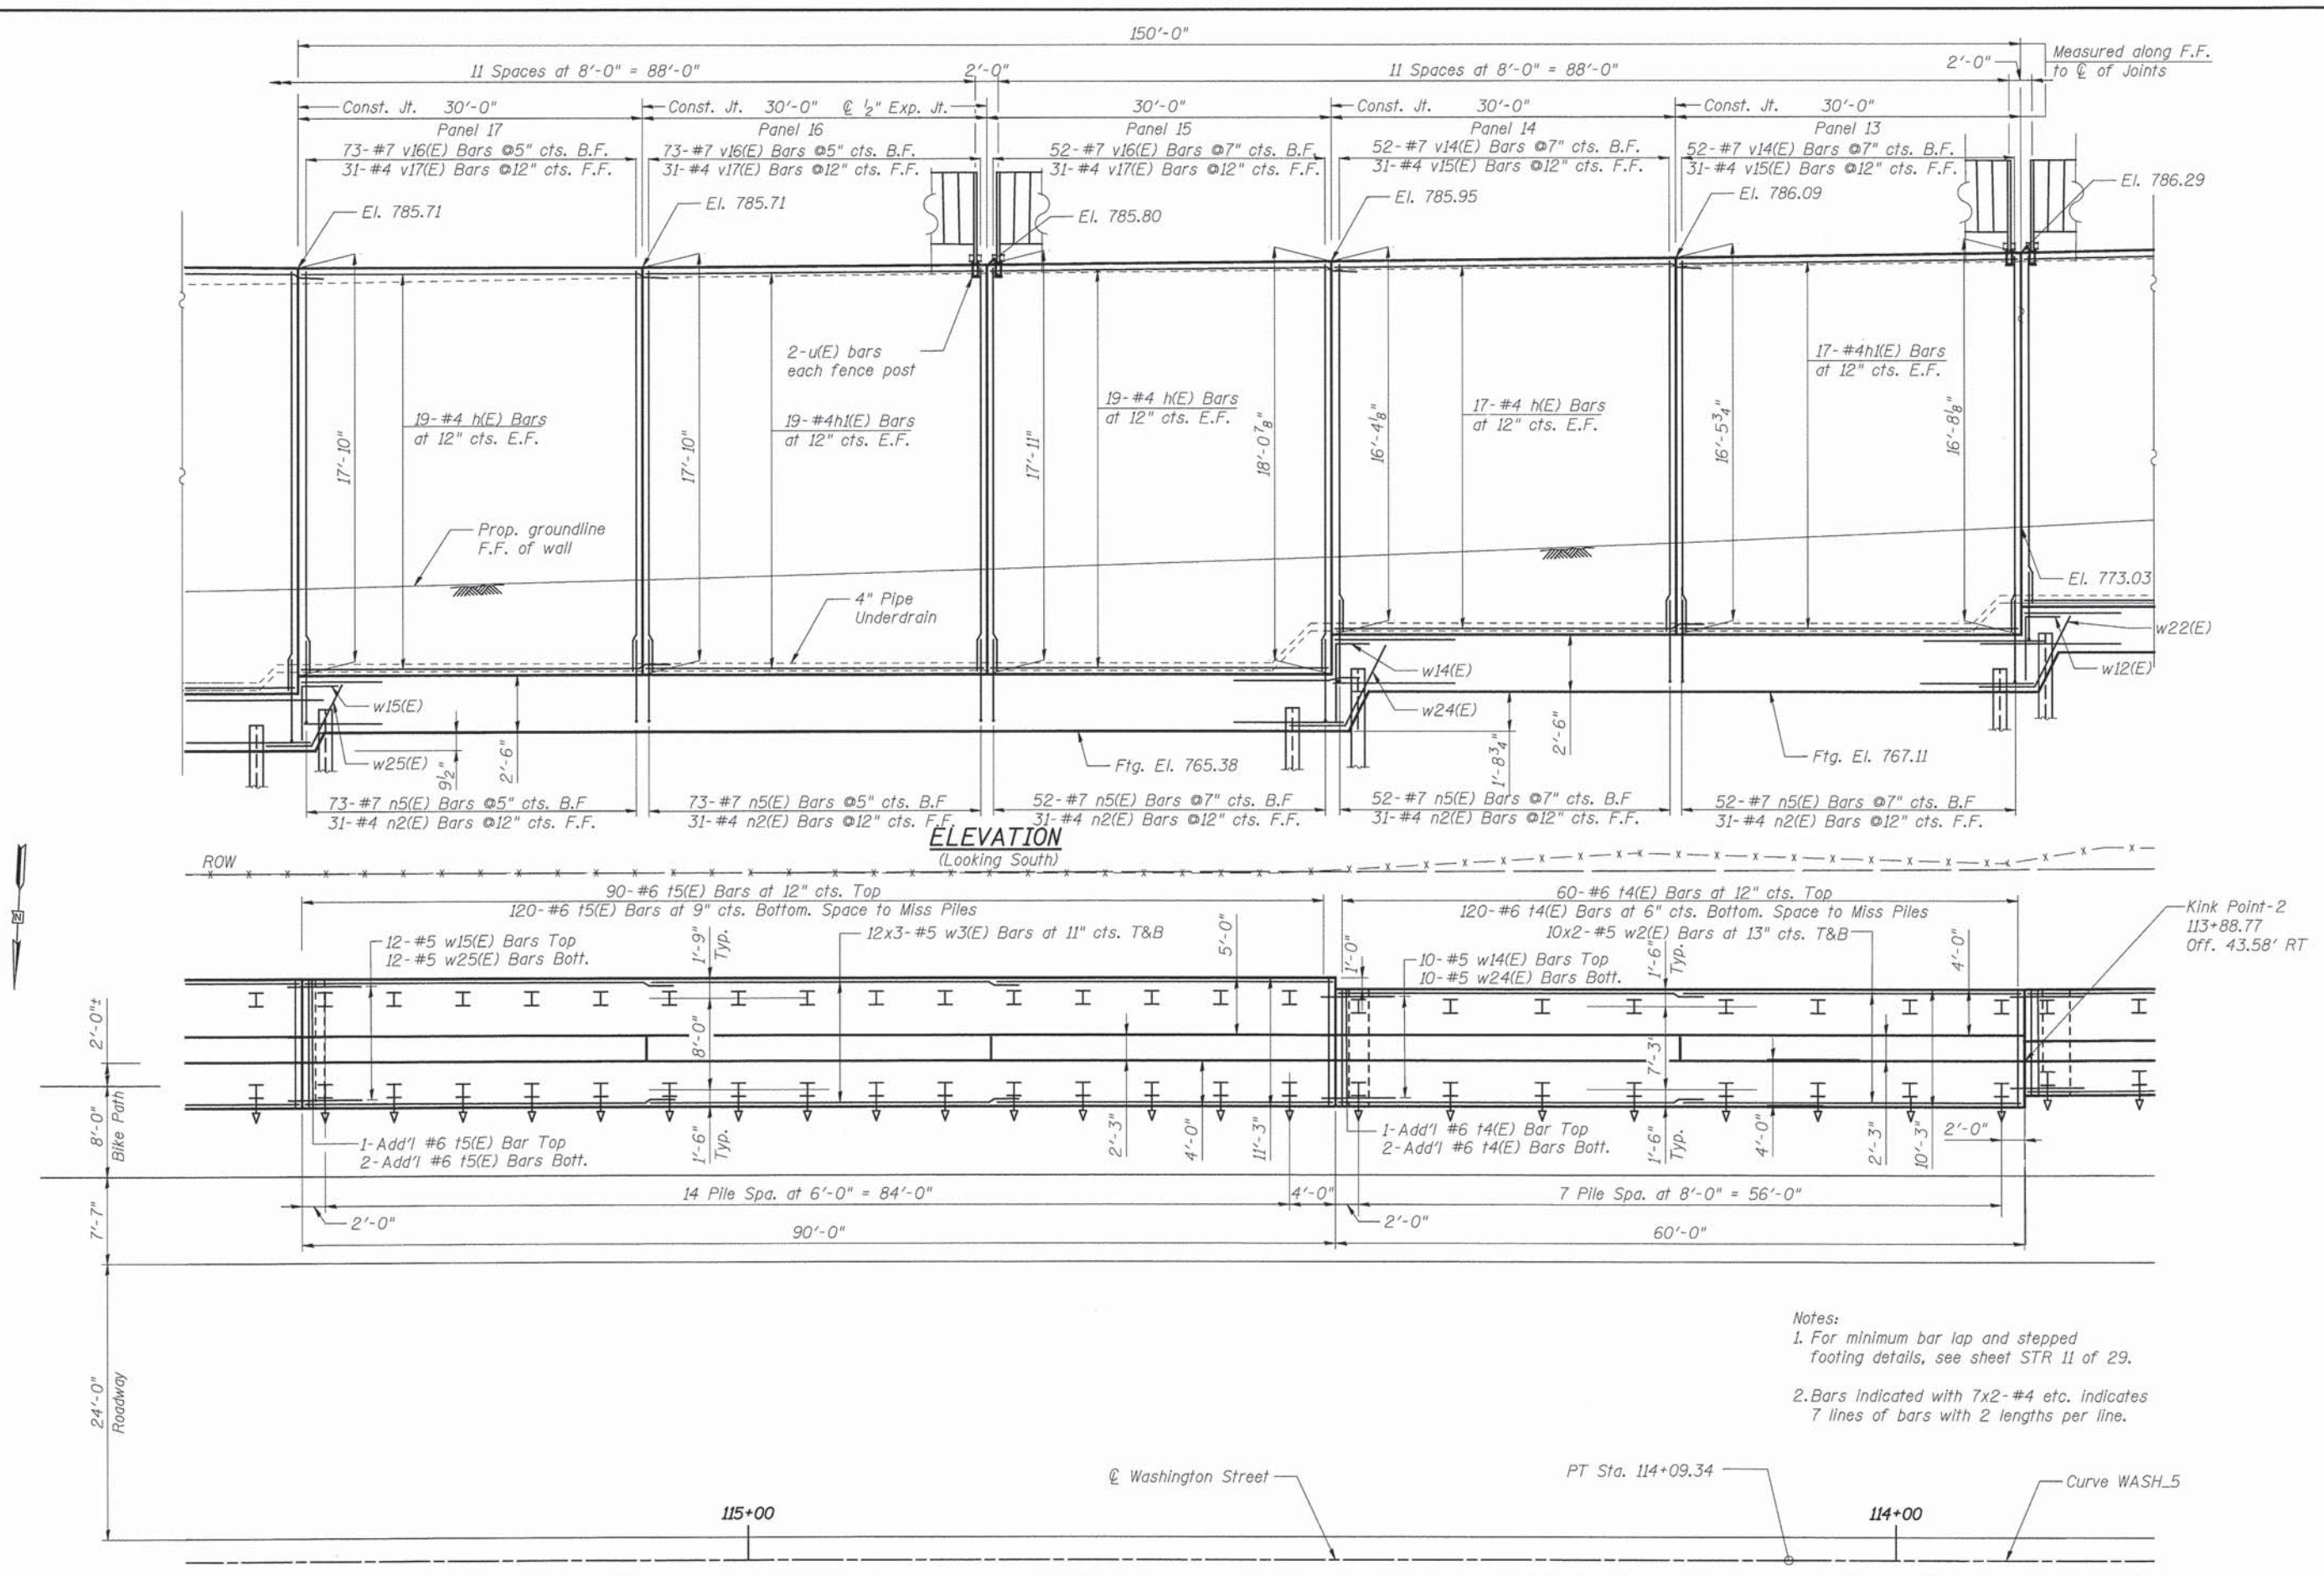 150'-0"
Measured along F.F.
to ℄ of Joints
11 Spaces at 8'-0" = 88'-0"
2'-0"
11 Spaces at 8'-0" = 88'-0"
2'-0"
Const. Jt. 30'-0"
Const. Jt. 30'-0" ℄ ½" Exp. Jt.
30'-0"
Const. Jt. 30'-0"
Const. Jt. 30'-0"
Panel 17
Panel 16
Panel 15
Panel 14
Panel 13
73-#7 v16(E) Bars @5" cts. B.F.
31-#4 v17(E) Bars @12" cts. F.F.
73-#7 v16(E) Bars @5" cts. B.F.
31-#4 v17(E) Bars @12" cts. F.F.
52-#7 v16(E) Bars @7" cts. B.F.
31-#4 v17(E) Bars @12" cts. F.F.
52-#7 v14(E) Bars @7" cts. B.F.
31-#4 v15(E) Bars @12" cts. F.F.
52-#7 v14(E) Bars @7" cts. B.F.
31-#4 v15(E) Bars @12" cts. F.F.
El. 785.71
El. 785.71
El. 785.80
El. 785.95
El. 786.09
El. 786.29
2-u(E) bars
each fence post
17-#4h1(E) Bars
at 12" cts. E.F.
19-#4 h(E) Bars
at 12" cts. E.F.
19-#4h1(E) Bars
at 12" cts. E.F.
19-#4 h(E) Bars
at 12" cts. E.F.
17-#4 h(E) Bars
at 12" cts. E.F.
17'-10"
17'-10"
17'-11"
18'-0⅞"
16'-4⅛"
16'-5¾"
16'-8⅛"
Prop. groundline
F.F. of wall
4" Pipe
Underdrain
El. 773.03
w22(E)
w12(E)
w14(E)
w24(E)
w15(E)
w25(E)
9½"
2'-6"
1'-8¾"
2'-6"
Ftg. El. 765.38
Ftg. El. 767.11
73-#7 n5(E) Bars @5" cts. B.F
31-#4 n2(E) Bars @12" cts. F.F.
73-#7 n5(E) Bars @5" cts. B.F
31-#4 n2(E) Bars @12" cts. F.F.
52-#7 n5(E) Bars @7" cts. B.F
31-#4 n2(E) Bars @12" cts. F.F.
52-#7 n5(E) Bars @7" cts. B.F
31-#4 n2(E) Bars @12" cts. F.F.
52-#7 n5(E) Bars @7" cts. B.F
31-#4 n2(E) Bars @12" cts. F.F.
ELEVATION
(Looking South)
ROW
N
90-#6 t5(E) Bars at 12" cts. Top
120-#6 t5(E) Bars at 9" cts. Bottom. Space to Miss Piles
60-#6 t4(E) Bars at 12" cts. Top
120-#6 t4(E) Bars at 6" cts. Bottom. Space to Miss Piles
12-#5 w15(E) Bars Top
12-#5 w25(E) Bars Bott.
1'-9"
Typ.
12x3-#5 w3(E) Bars at 11" cts. T&B
5'-0"
1'-0"
10x2-#5 w2(E) Bars at 13" cts. T&B
10-#5 w14(E) Bars Top
10-#5 w24(E) Bars Bott.
1'-6"
Typ.
4'-0"
Kink Point-2
113+88.77
Off. 43.58' RT
2'-0"±
8'-0"
Bike Path
8'-0"
7'-3"
1-Add'l #6 t5(E) Bar Top
2-Add'l #6 t5(E) Bars Bott.
1'-6"
Typ.
2'-3"
4'-0"
11'-3"
1-Add'l #6 t4(E) Bar Top
2-Add'l #6 t4(E) Bars Bott.
1'-6"
Typ.
4'-0"
2'-3"
10'-3"
2'-0"
14 Pile Spa. at 6'-0" = 84'-0"
4'-0"
7 Pile Spa. at 8'-0" = 56'-0"
2'-0"
2'-0"
90'-0"
60'-0"
7'-7"
24'-0"
Roadway
Notes:
1. For minimum bar lap and stepped
footing details, see sheet STR 11 of 29.
2. Bars indicated with 7x2-#4 etc. indicates
7 lines of bars with 2 lengths per line.
℄ Washington Street
PT Sta. 114+09.34
Curve WASH_5
115+00
114+00